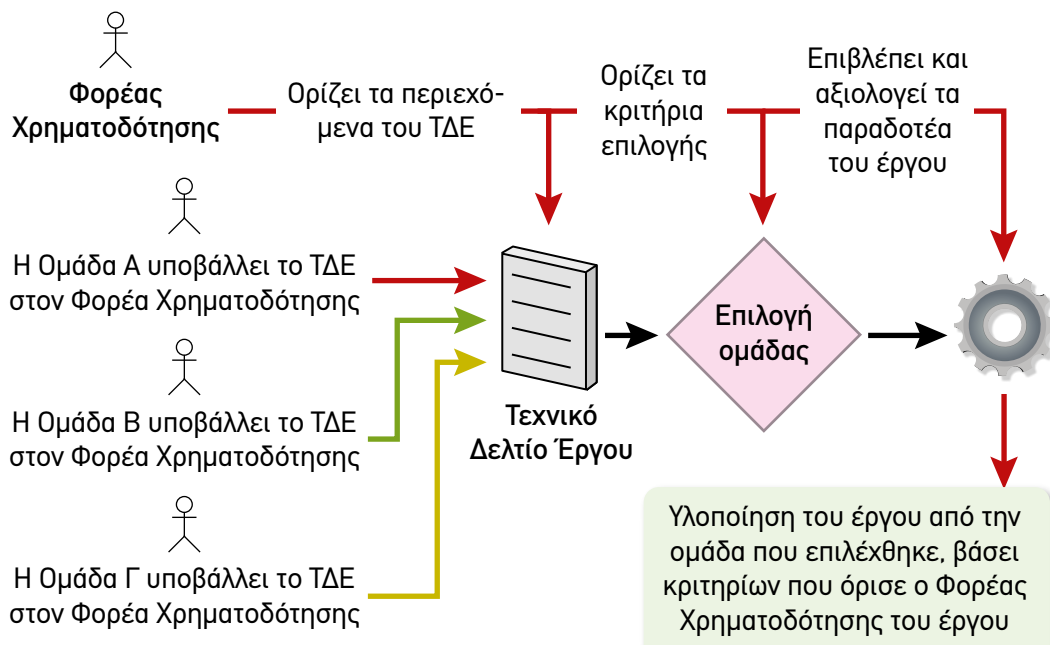 Φορέας
Χρηματοδότησης
Ορίζει τα περιεχό-
μενα του ΤΔΕ
Ορίζει τα
κριτήρια
επιλογής
Επιβλέπει και
αξιολογεί τα
παραδοτέα
του έργου
Η Ομάδα Α υποβάλλει το ΤΔΕ
στον Φορέα Χρηματοδότησης
Η Ομάδα Β υποβάλλει το ΤΔΕ
στον Φορέα Χρηματοδότησης
Η Ομάδα Γ υποβάλλει το ΤΔΕ
στον Φορέα Χρηματοδότησης
Τεχνικό
Δελτίο Έργου
Επιλογή
ομάδας
Υλοποίηση του έργου από την
ομάδα που επιλέχθηκε, βάσει
κριτηρίων που όρισε ο Φορέας
Χρηματοδότησης του έργου